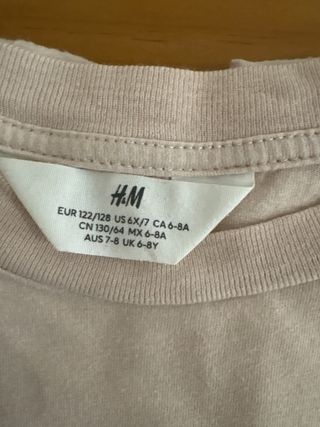 H&M
EUR 122/128 US 6X/7 CA 6-8A
CN 130/64 MX 6-8A
AUS 7-8 UK 6-8Y